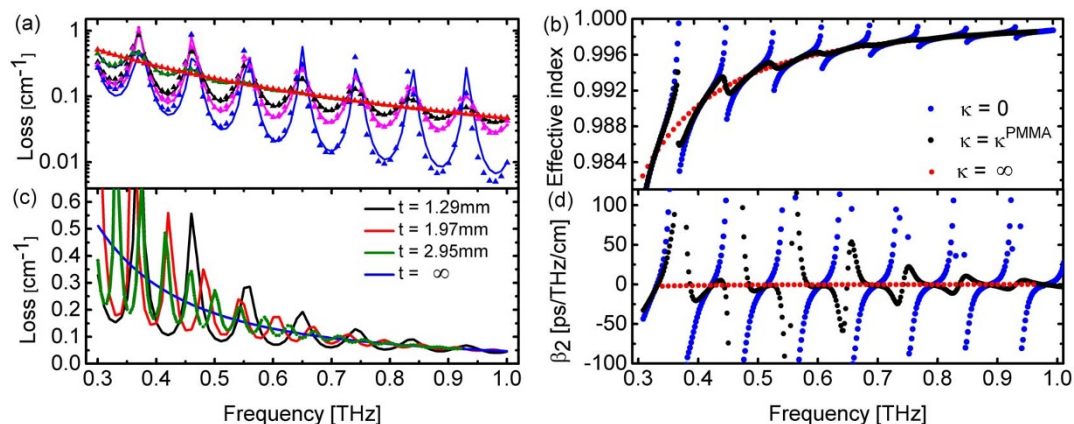 (a)
Loss [cm⁻¹]
1
0.1
0.01
(b)
Effective index
1.000
0.996
0.992
0.988
0.984
κ = 0
κ = κᴾᴹᴹᴬ
κ = ∞
(c)
Loss [cm⁻¹]
0.6
0.5
0.4
0.3
0.2
0.1
0.0
t = 1.29mm
t = 1.97mm
t = 2.95mm
t = ∞
0.3 0.4 0.5 0.6 0.7 0.8 0.9 1.0
Frequency [THz]
(d)
β2 [ps/THz/cm]
100
50
0
-50
-100
0.3 0.4 0.5 0.6 0.7 0.8 0.9 1.0
Frequency [THz]